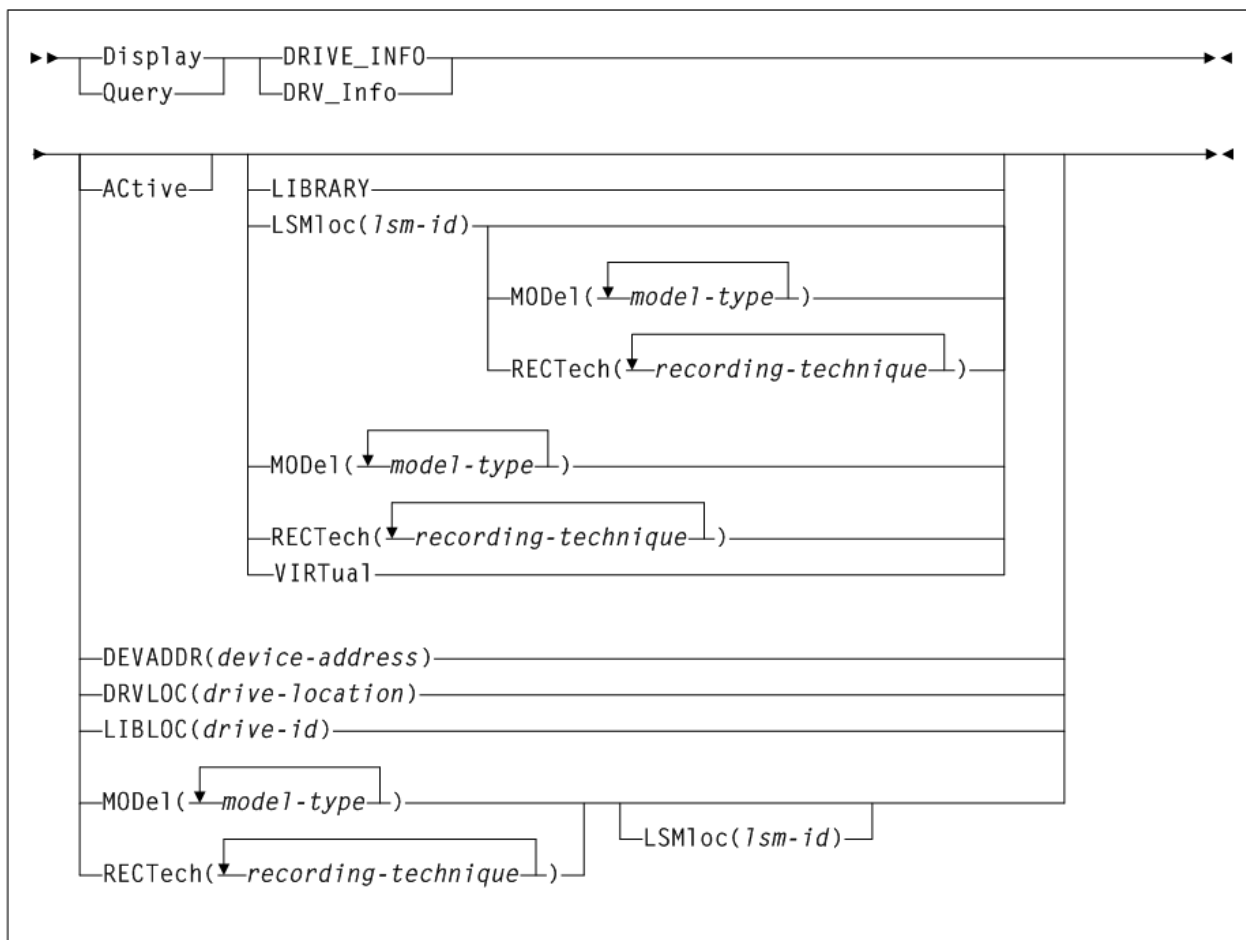 Display DRIVE_INFO
Query DRV_Info
ACtive
LIBRARY
LSMloc(lsm-id)
MODel( model-type )
RECTech( recording-technique )
MODel( model-type )
RECTech( recording-technique )
VIRTual
DEVADDR(device-address)
DRVLOC(drive-location)
LIBLOC(drive-id)
MODel( model-type )
LSMloc(lsm-id)
RECTech( recording-technique )